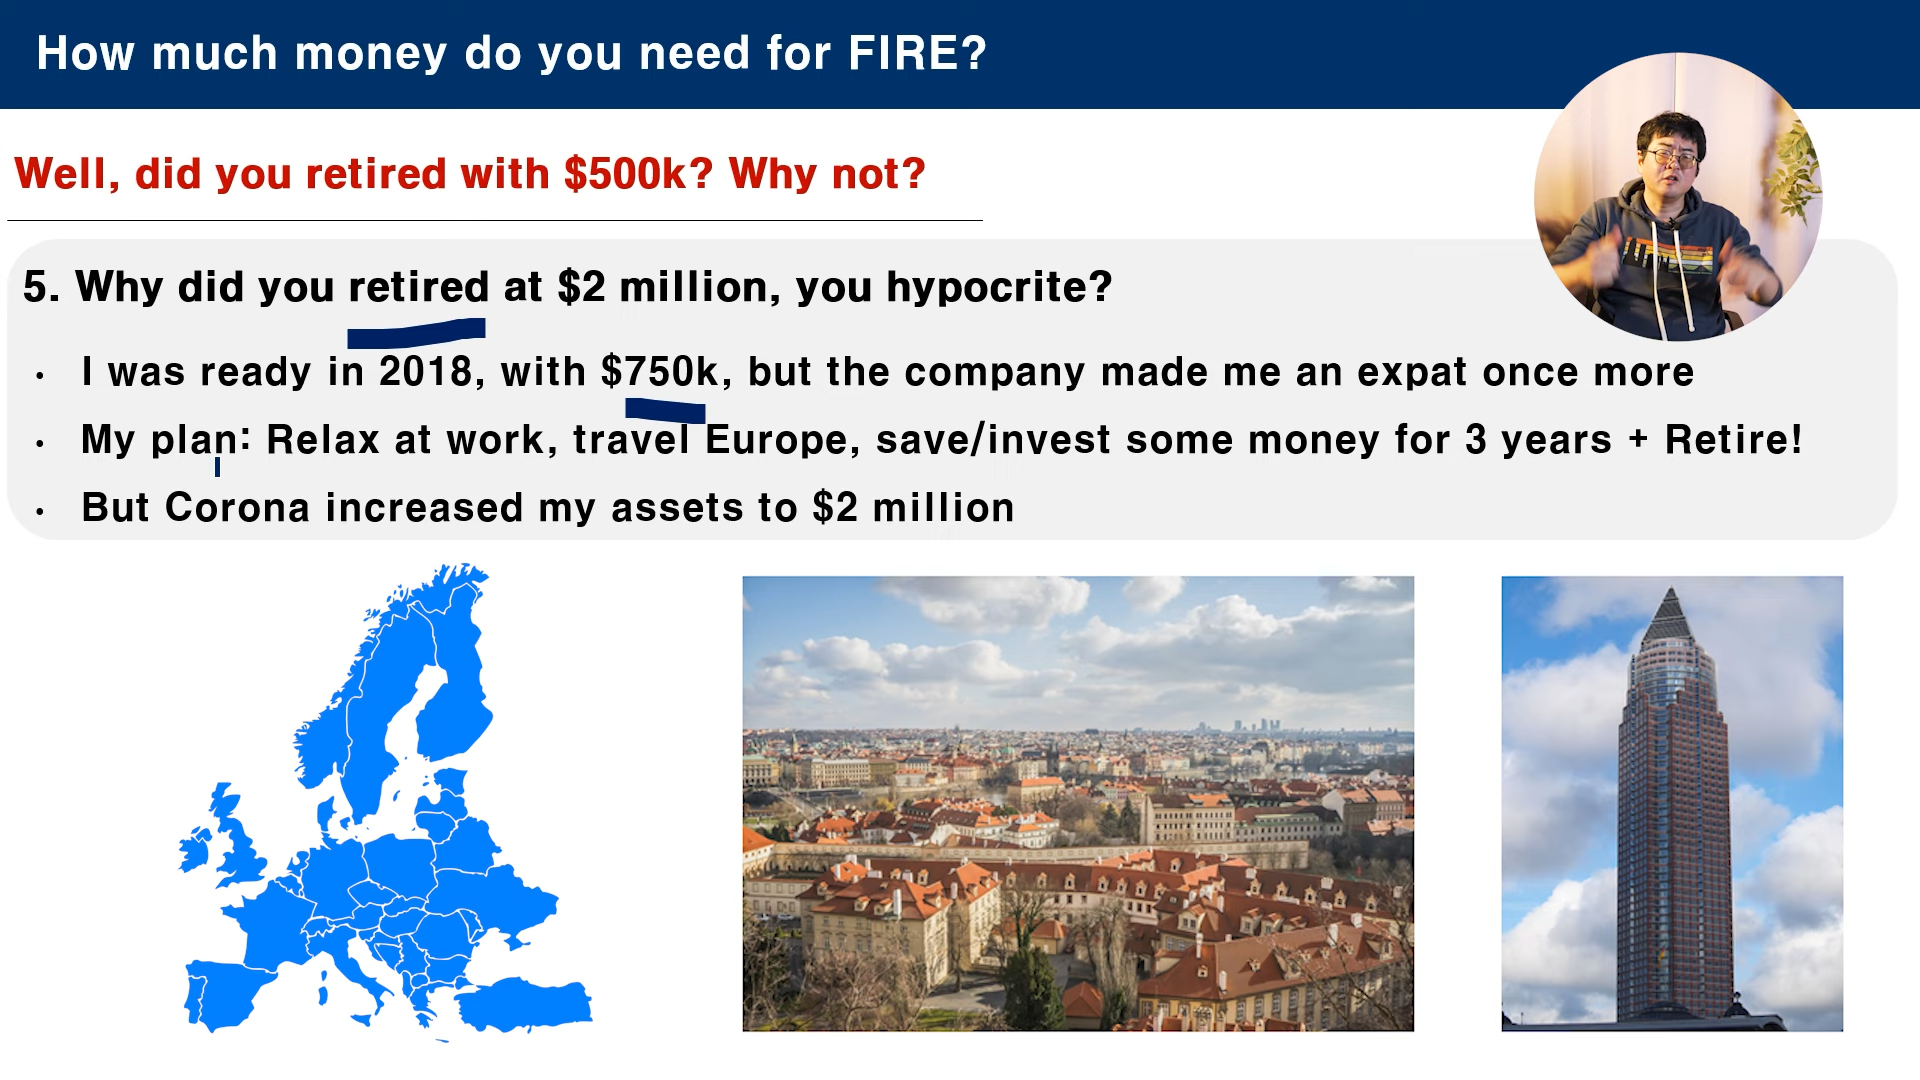 How much money do you need for FIRE?
Well, did you retired with $500k? Why not?
5. Why did you retired at $2 million, you hypocrite?
• I was ready in 2018, with $750k, but the company made me an expat once more
• My plan: Relax at work, travel Europe, save/invest some money for 3 years + Retire!
• But Corona increased my assets to $2 million